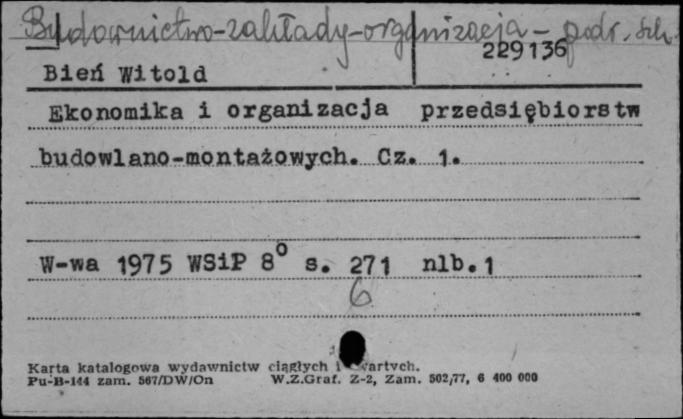 Budownictwo-zakłady-organizacja - podr. szk.
229136
Bień Witold
Ekonomika i organizacja przedsiębiorstw
budowlano-montażowych. Cz. 1.
W-wa 1975 WSiP 8° s. 271 nlb.1
6
Karta katalogowa wydawnictw ciągłych i zwartych.
Pu-B-144 zam. 567/DW/On W.Z.Graf. Z-2, Zam. 502/77, 6 400 000